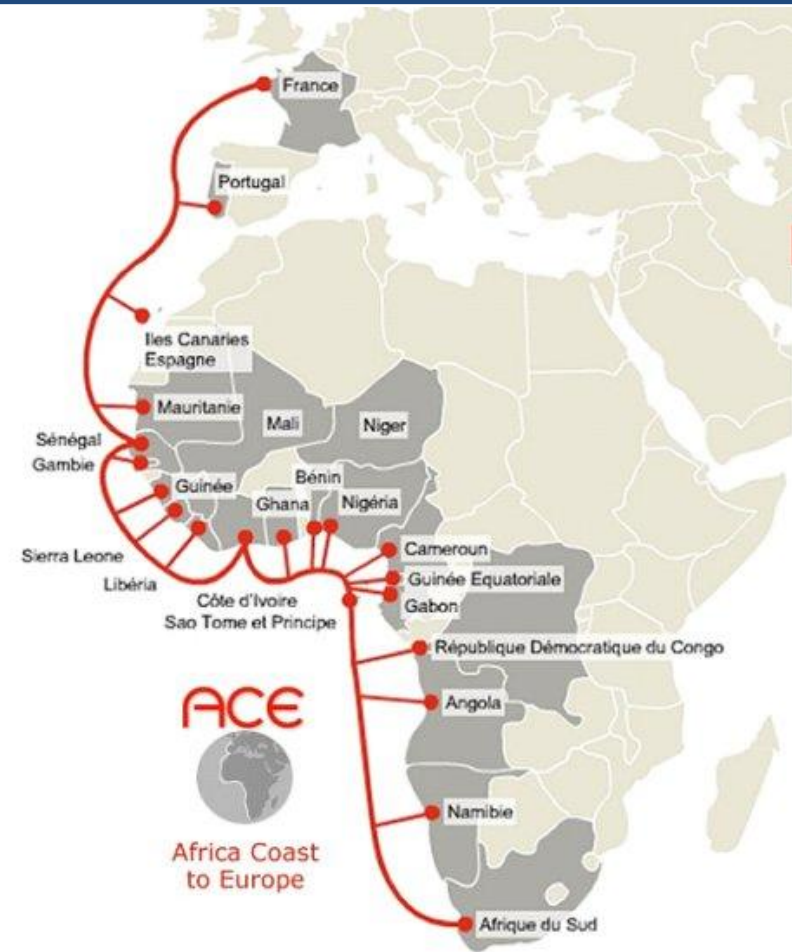 France
Portugal
Iles Canaries
Espagne
Mauritanie
Mali
Niger
Sénégal
Gambie
Guinée
Bénin
Ghana
Nigéria
Sierra Leone
Libéria
Cameroun
Guinée Equatoriale
Gabon
Côte d'Ivoire
Sao Tome et Principe
République Démocratique du Congo
Angola
ACE
Namibie
Africa Coast
to Europe
Afrique du Sud